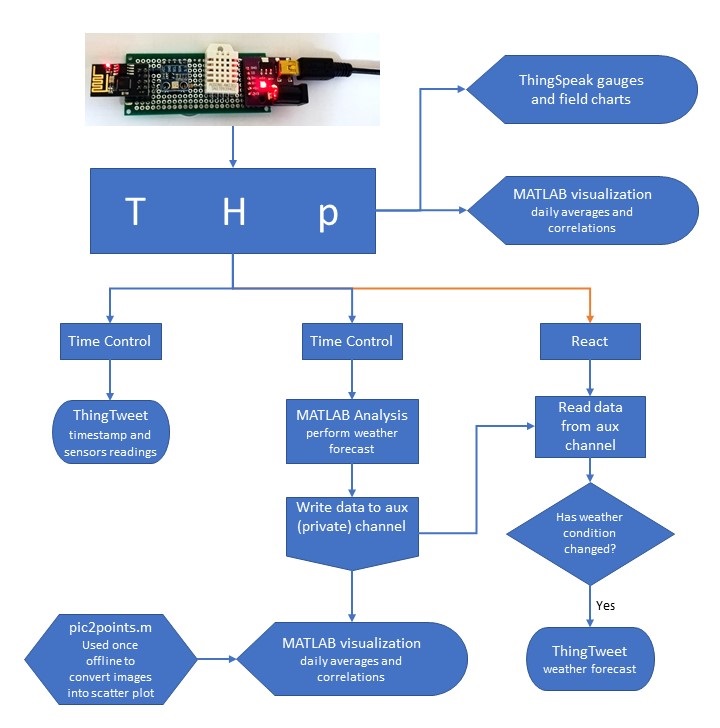 ThingSpeak gauges
and field charts
T H p
MATLAB visualization
daily averages and
correlations
Time Control
Time Control
React
ThingTweet
timestamp and
sensors readings
MATLAB Analysis
perform weather
forecast
Read data
from aux
channel
Write data to aux
(private) channel
Has weather
condition
changed?
Yes
pic2points.m
Used once
offline to
convert images
into scatter plot
MATLAB visualization
daily averages and
correlations
ThingTweet
weather forecast